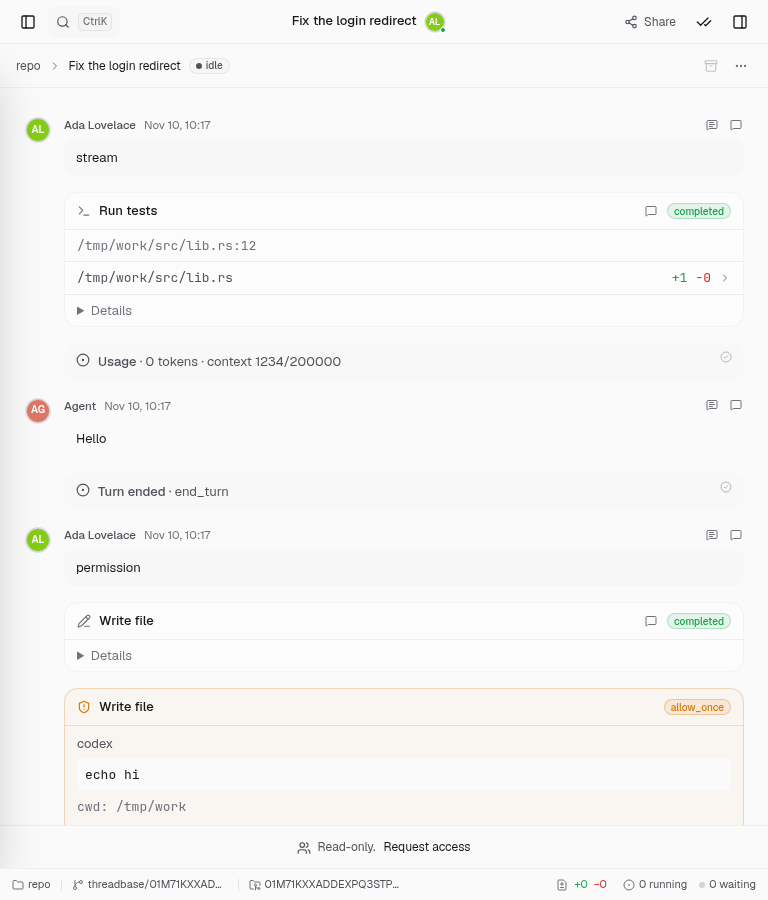 CtrlK
Fix the login redirect
AL
Share
repo
Fix the login redirect
idle
AL
Ada Lovelace Nov 10, 10:17
stream
Run tests
completed
/tmp/work/src/lib.rs:12
/tmp/work/src/lib.rs
+1 -0
Details
Usage · 0 tokens · context 1234/200000
AG
Agent Nov 10, 10:17
Hello
Turn ended · end_turn
AL
Ada Lovelace Nov 10, 10:17
permission
Write file
completed
Details
Write file
allow_once
codex
echo hi
cwd: /tmp/work
Read-only. Request access
repo
threadbase/01M71KXXAD...
01M71KXXADDEXPQ3STP...
+0 −0
0 running
0 waiting